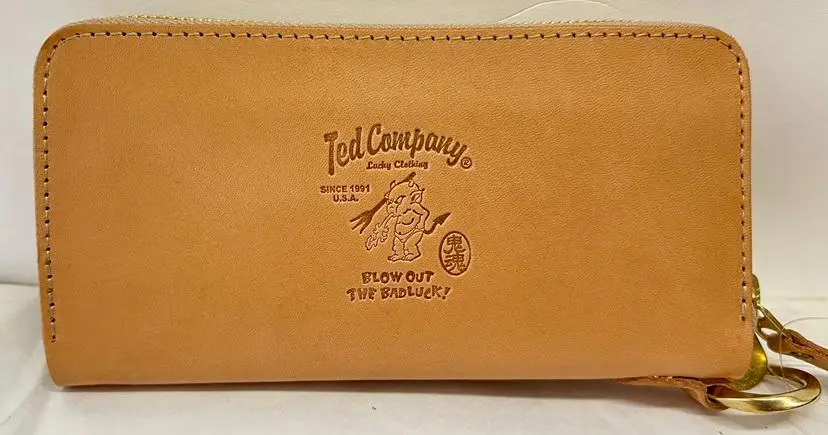 Ted Company®
Lucky Clothing
SINCE 1991
U.S.A.
鬼魂
BLOW OUT
THE BADLUCK!